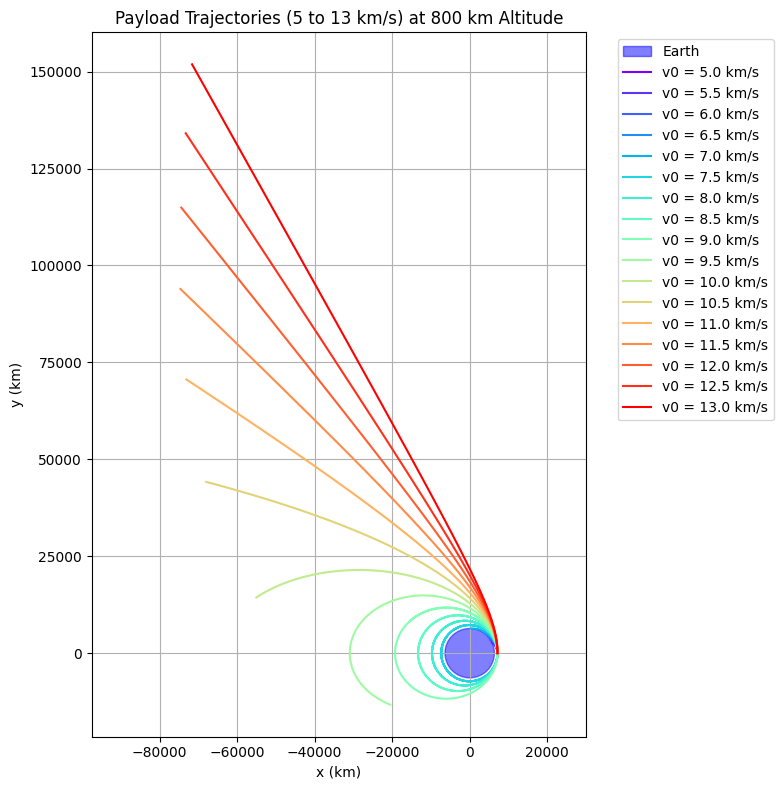 Payload Trajectories (5 to 13 km/s) at 800 km Altitude
150000
125000
100000
75000
50000
25000
0
y (km)
−80000
−60000
−40000
−20000
0
20000
x (km)
Earth
v0 = 5.0 km/s
v0 = 5.5 km/s
v0 = 6.0 km/s
v0 = 6.5 km/s
v0 = 7.0 km/s
v0 = 7.5 km/s
v0 = 8.0 km/s
v0 = 8.5 km/s
v0 = 9.0 km/s
v0 = 9.5 km/s
v0 = 10.0 km/s
v0 = 10.5 km/s
v0 = 11.0 km/s
v0 = 11.5 km/s
v0 = 12.0 km/s
v0 = 12.5 km/s
v0 = 13.0 km/s